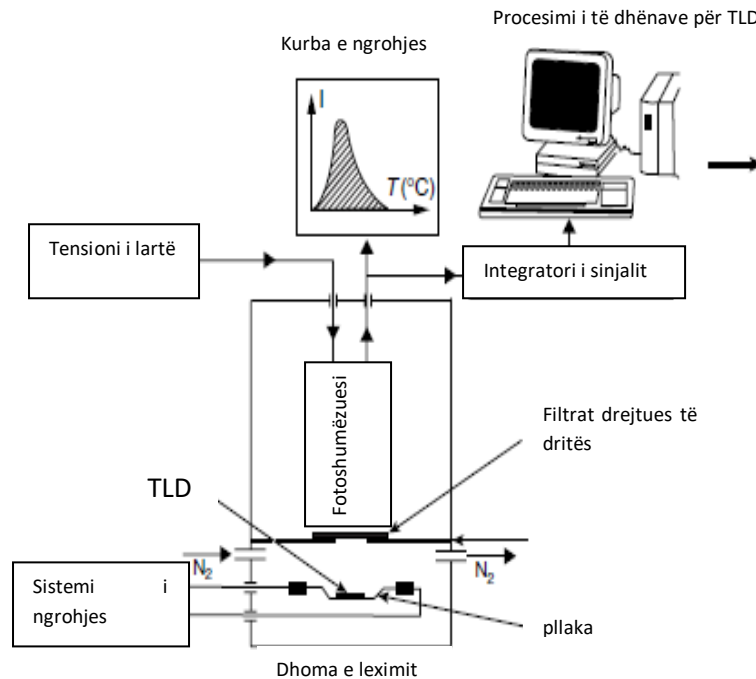 Procesimi i të dhënave për TLD
Kurba e ngrohjes
I
T(°C)
Tensioni i lartë
Integratori i sinjalit
Fotoshumëzuesi
Filtrat drejtues të
dritës
TLD
N2
N2
Sistemi i
ngrohjes
pllaka
Dhoma e leximit